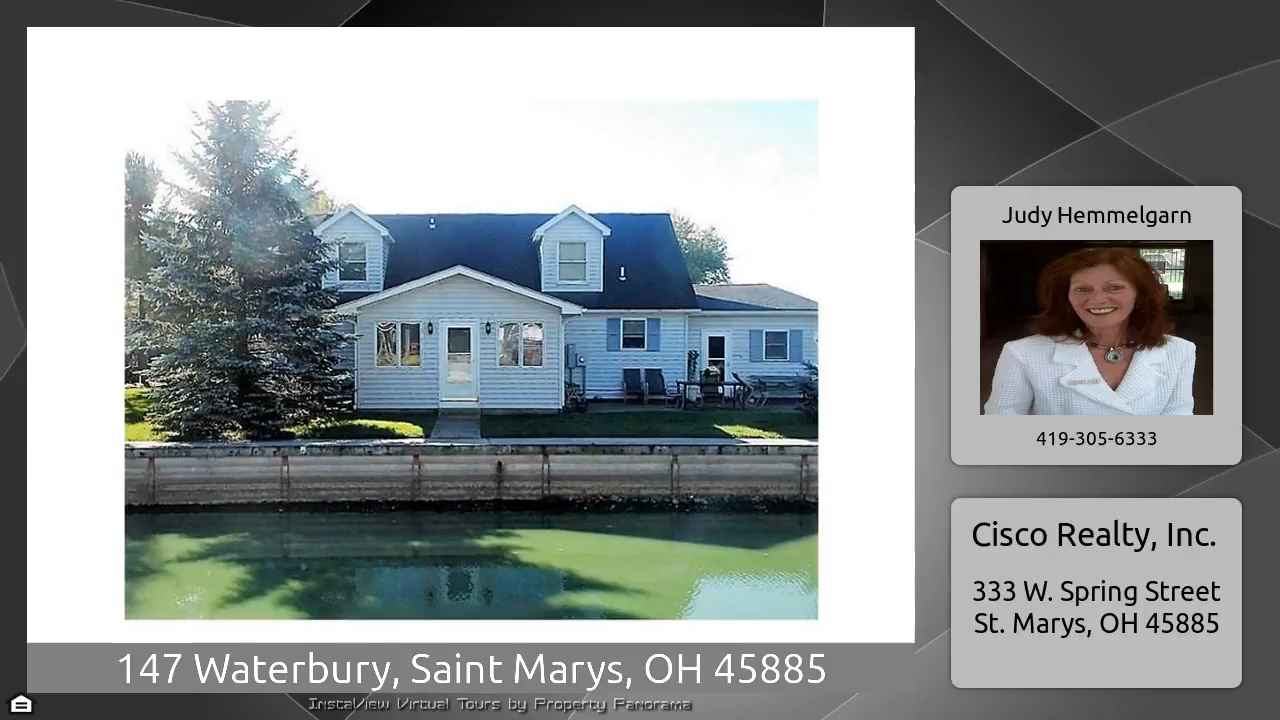 Judy Hemmelgarn
419-305-6333
Cisco Realty, Inc.
333 W. Spring Street
St. Marys, OH 45885
147 Waterbury, Saint Marys, OH 45885
InstaView Virtual Tours by Property Panorama